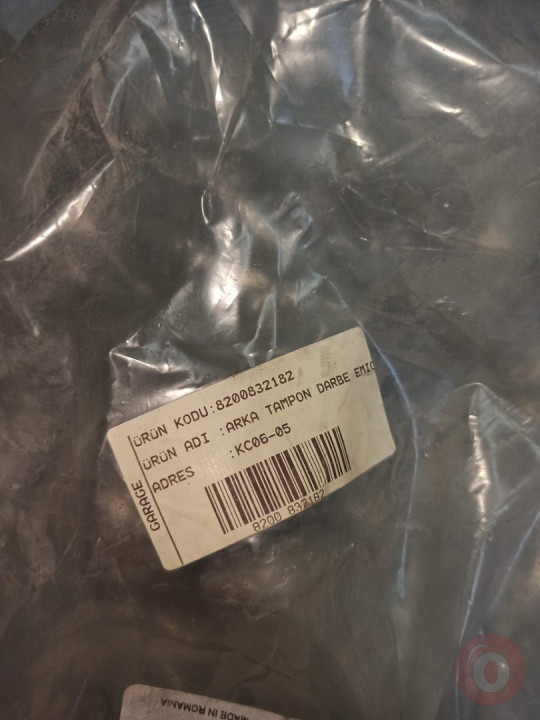 ÜRÜN KODU:8200832182
ÜRÜN ADI :ARKA TAMPON DARBE EMIC
ADRES :KC06-05
GARAGE
8200 832182
MADE IN ROMANIA